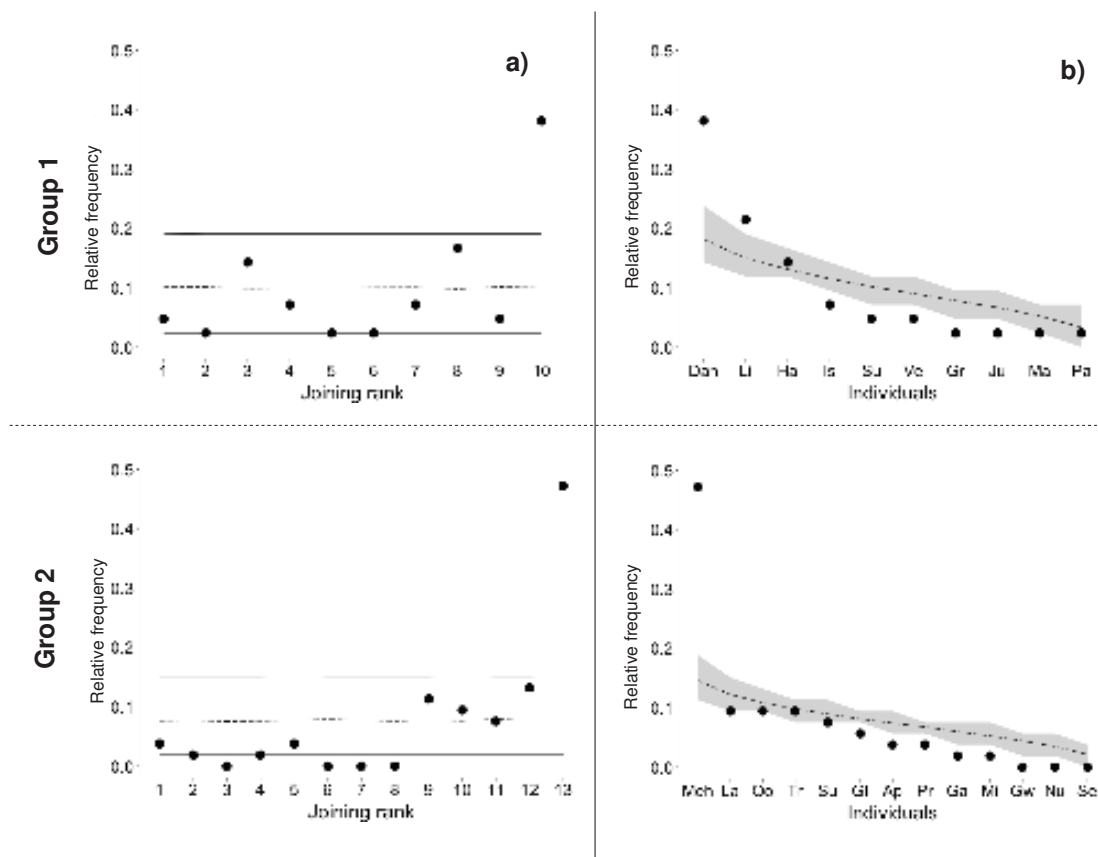 a)
Group 1
Relative frequency
0.5
0.4
0.3
0.2
0.1
0.0
1 2 3 4 5 6 7 8 9 10
Joining rank
b)
Relative frequency
0.5
0.4
0.3
0.2
0.1
0.0
Dan Li Ha Is Su Ve Gr Ju Ma Pa
Individuals
Group 2
Relative frequency
0.5
0.4
0.3
0.2
0.1
0.0
1 2 3 4 5 6 7 8 9 10 11 12 13
Joining rank
Relative frequency
0.5
0.4
0.3
0.2
0.1
0.0
Meh La Tr Su Ap Pr Ga Mi Gw Nu Se
Individuals